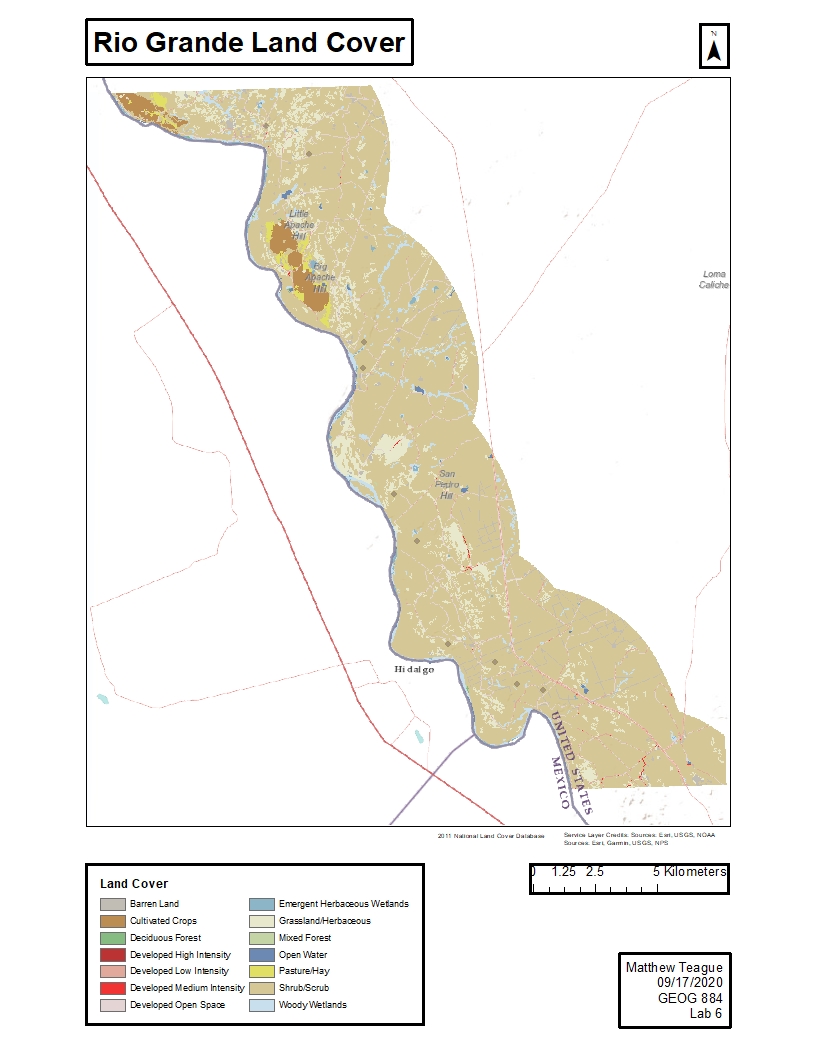 Rio Grande Land Cover
N
Little
Apache
Hill
Big
Apache
Hill
Loma
Caliche
San
Pedro
Hill
Hidalgo
UNITED STATES
MEXICO
2011 National Land Cover Database
Service Layer Credits: Sources: Esri, USGS, NOAA
Sources: Esri, Garmin, USGS, NPS
Land Cover
Barren Land
Cultivated Crops
Deciduous Forest
Developed High Intensity
Developed Low Intensity
Developed Medium Intensity
Developed Open Space
Emergent Herbaceous Wetlands
Grassland/Herbaceous
Mixed Forest
Open Water
Pasture/Hay
Shrub/Scrub
Woody Wetlands
0 1.25 2.5 5 Kilometers
Matthew Teague
09/17/2020
GEOG 884
Lab 6